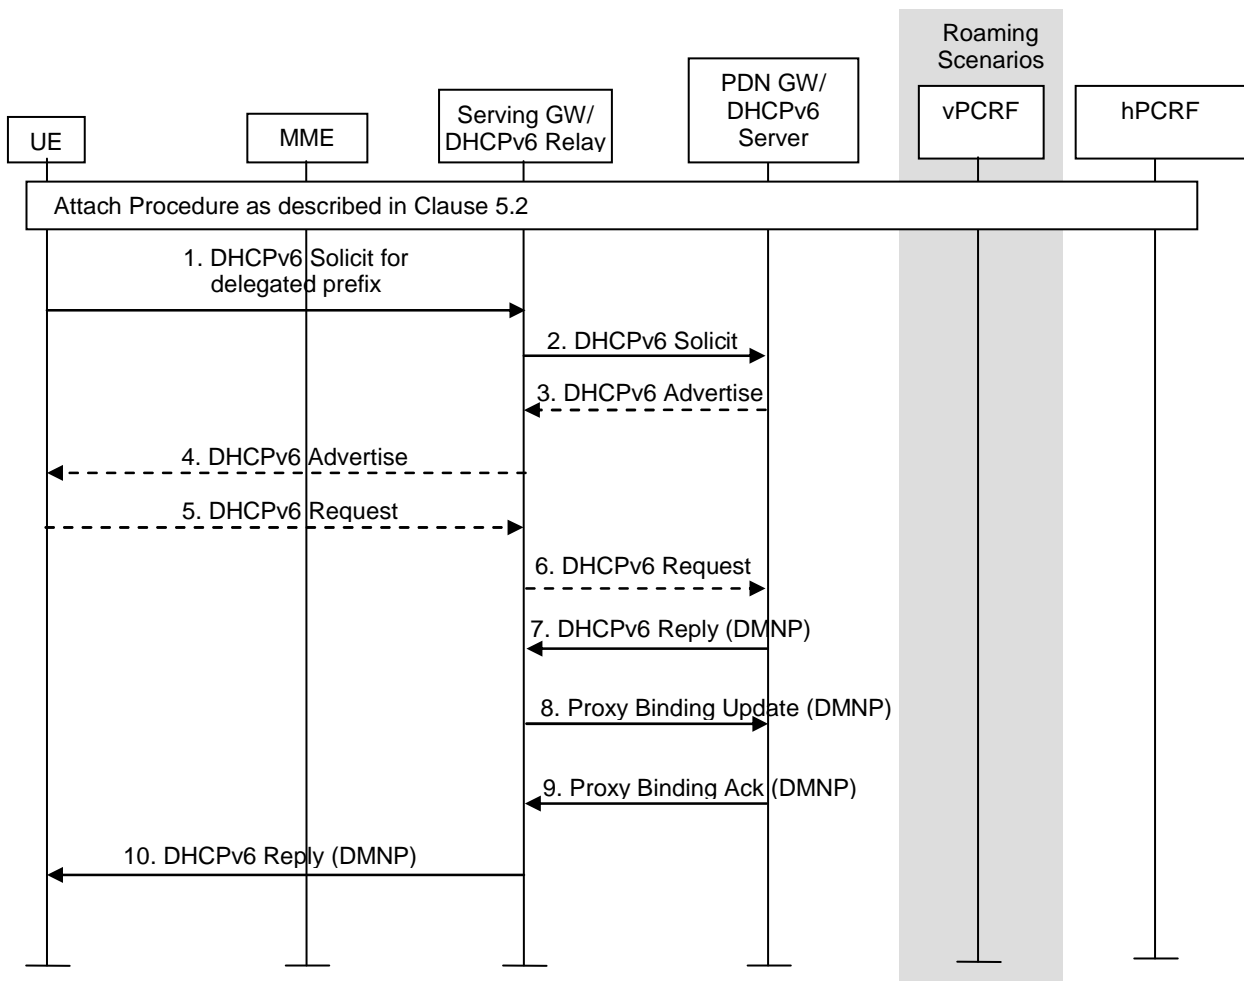 Roaming
Scenarios
UE
MME
Serving GW/
DHCPv6 Relay
PDN GW/
DHCPv6
Server
vPCRF
hPCRF
Attach Procedure as described in Clause 5.2
1. DHCPv6 Solicit for
delegated prefix
2. DHCPv6 Solicit
3. DHCPv6 Advertise
4. DHCPv6 Advertise
5. DHCPv6 Request
6. DHCPv6 Request
7. DHCPv6 Reply (DMNP)
8. Proxy Binding Update (DMNP)
9. Proxy Binding Ack (DMNP)
10. DHCPv6 Reply (DMNP)